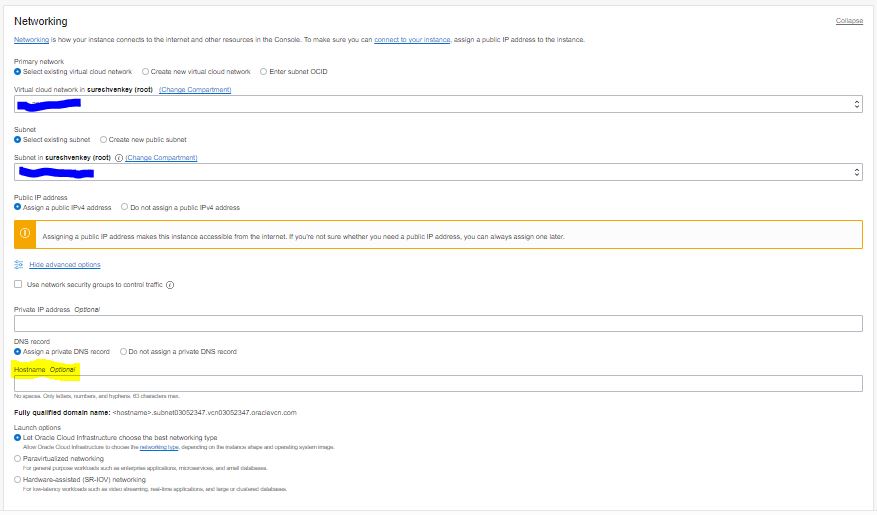 Networking
Collapse
Networking is how your instance connects to the internet and other resources in the Console. To make sure you can connect to your instance, assign a public IP address to the instance.
Primary network
Select existing virtual cloud network Create new virtual cloud network Enter subnet OCID
Virtual cloud network in sureshvenkey (root) (Change Compartment)
Subnet
Select existing subnet Create new public subnet
Subnet in sureshvenkey (root) i (Change Compartment)
Public IP address
Assign a public IPv4 address Do not assign a public IPv4 address
Assigning a public IP address makes this instance accessible from the internet. If you're not sure whether you need a public IP address, you can always assign one later.
Hide advanced options
Use network security groups to control traffic i
Private IP address Optional
DNS record
Assign a private DNS record Do not assign a private DNS record
Hostname Optional
No spaces. Only letters, numbers, and hyphens. 63 characters max.
Fully qualified domain name: <hostname>.subnet03052347.vcn03052347.oraclevcn.com
Launch options
Let Oracle Cloud Infrastructure choose the best networking type
Allow Oracle Cloud Infrastructure to choose the networking type, depending on the instance shape and operating system image.
Paravirtualized networking
For general purpose workloads such as enterprise applications, microservices, and small databases.
Hardware-assisted (SR-IOV) networking
For low-latency workloads such as video streaming, real-time applications, and large or clustered databases.